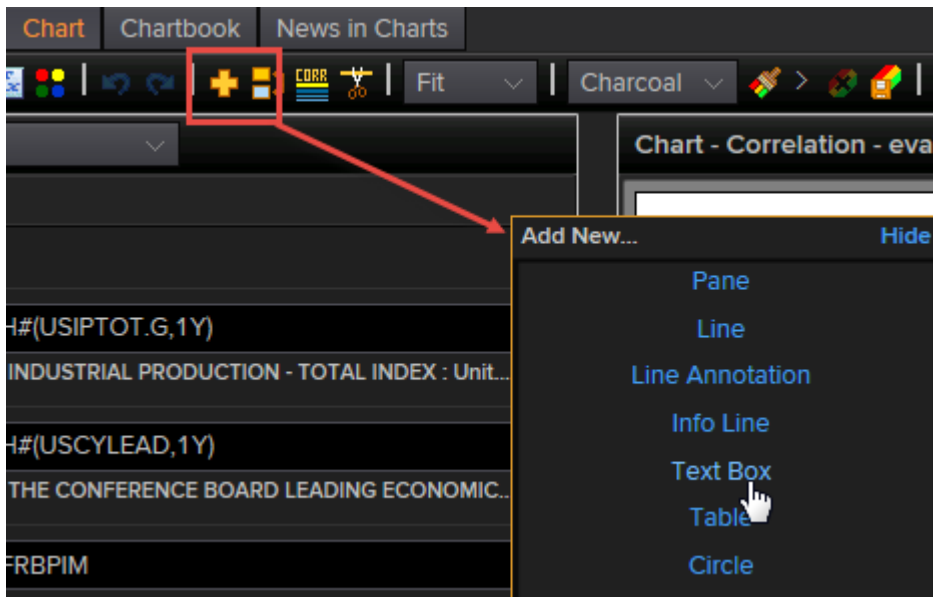 Chart Chartbook News in Charts
CORR Fit Charcoal
Chart - Correlation - eva
Add New... Hide
Pane
H#(USIPTOT.G,1Y) Line
INDUSTRIAL PRODUCTION - TOTAL INDEX : Unit... Line Annotation
Info Line
H#(USCYLEAD,1Y)
Text Box
THE CONFERENCE BOARD LEADING ECONOMIC...
Table
FRBPIM Circle